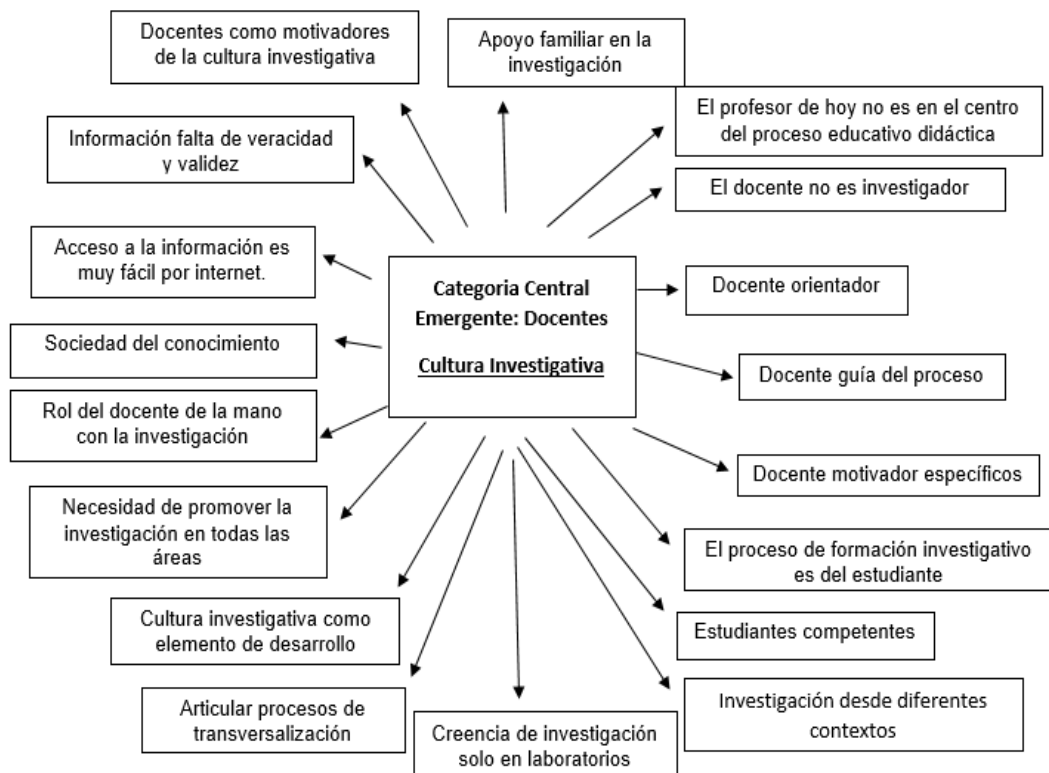 Docentes como motivadores
de la cultura investigativa
Apoyo familiar en la
investigación
El profesor de hoy no es en el centro
del proceso educativo didáctica
Información falta de veracidad
y validez
El docente no es investigador
Acceso a la información es
muy fácil por internet.
Categoria Central
Emergente: Docentes
Cultura Investigativa
Docente orientador
Sociedad del conocimiento
Docente guía del proceso
Rol del docente de la mano
con la investigación
Docente motivador específicos
Necesidad de promover la
investigación en todas las
áreas
El proceso de formación investigativo
es del estudiante
Cultura investigativa como
elemento de desarrollo
Estudiantes competentes
Articular procesos de
transversalización
Creencia de investigación
solo en laboratorios
Investigación desde diferentes
contextos